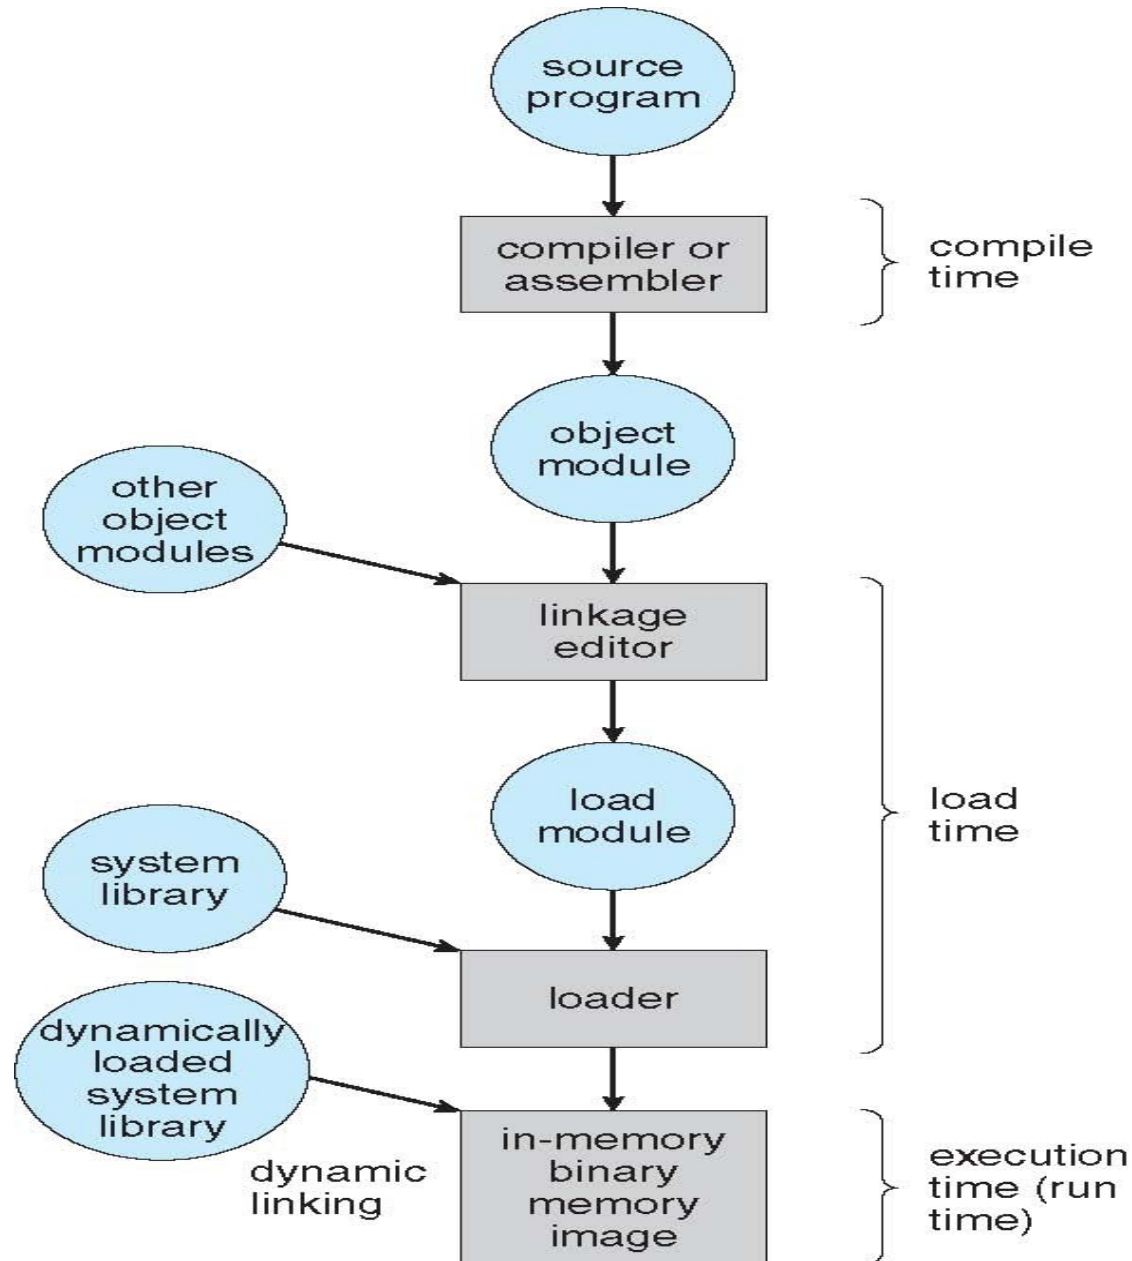 source
program
compiler or
assembler
compile
time
object
module
other
object
modules
linkage
editor
load
module
load
time
system
library
loader
dynamically
loaded
system
library
dynamic
linking
in-memory
binary
memory
image
execution
time (run
time)